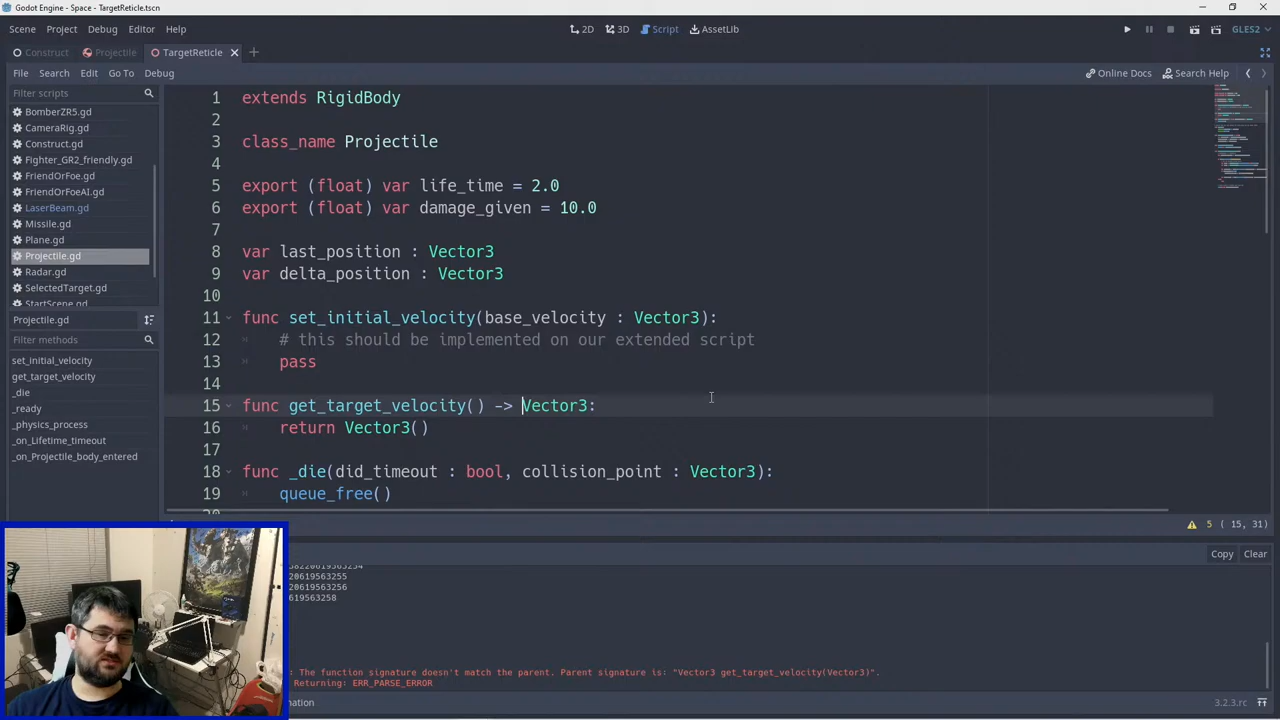 Godot Engine - Space - TargetReticle.tscn
Scene Project Debug Editor Help
2D 3D Script AssetLib
GLES2
Construct Projectile TargetReticle
File Search Edit Go To Debug
Online Docs Search Help
Filter scripts
BomberZR5.gd
CameraRig.gd
Construct.gd
Fighter_GR2_friendly.gd
FriendOrFoe.gd
FriendOrFoeAI.gd
LaserBeam.gd
Missile.gd
Plane.gd
Projectile.gd
Radar.gd
SelectedTarget.gd
StartScene.gd
Projectile.gd
Filter methods
set_initial_velocity
get_target_velocity
_die
_ready
_physics_process
_on_Lifetime_timeout
_on_Projectile_body_entered
1 extends RigidBody
2
3 class_name Projectile
4
5 export (float) var life_time = 2.0
6 export (float) var damage_given = 10.0
7
8 var last_position : Vector3
9 var delta_position : Vector3
10
11 func set_initial_velocity(base_velocity : Vector3):
12 # this should be implemented on our extended script
13 pass
14
15 func get_target_velocity() -> Vector3:
16 return Vector3()
17
18 func _die(did_timeout : bool, collision_point : Vector3):
19 queue_free()
20
5 ( 15, 31)
Copy Clear
20619563255
20619563256
619563258
: The function signature doesn't match the parent. Parent signature is: "Vector3 get_target_velocity(Vector3)".
Returning: ERR_PARSE_ERROR
mation
3.2.3.rc